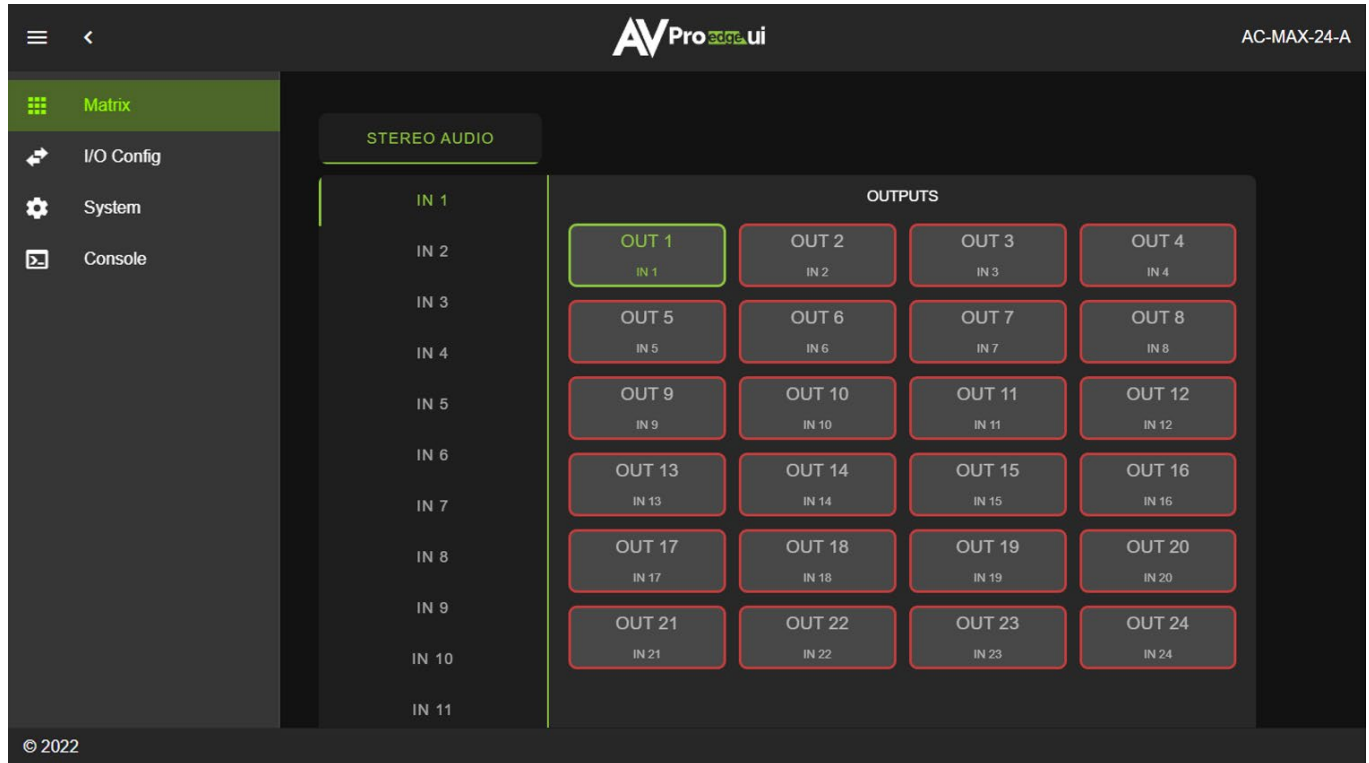 AVPro edge.ui
AC-MAX-24-A
Matrix
I/O Config
System
Console
STEREO AUDIO
IN 1
IN 2
IN 3
IN 4
IN 5
IN 6
IN 7
IN 8
IN 9
IN 10
IN 11
OUTPUTS
OUT 1 OUT 2 OUT 3 OUT 4
IN 1 IN 2 IN 3 IN 4
OUT 5 OUT 6 OUT 7 OUT 8
IN 5 IN 6 IN 7 IN 8
OUT 9 OUT 10 OUT 11 OUT 12
IN 9 IN 10 IN 11 IN 12
OUT 13 OUT 14 OUT 15 OUT 16
IN 13 IN 14 IN 15 IN 16
OUT 17 OUT 18 OUT 19 OUT 20
IN 17 IN 18 IN 19 IN 20
OUT 21 OUT 22 OUT 23 OUT 24
IN 21 IN 22 IN 23 IN 24
© 2022